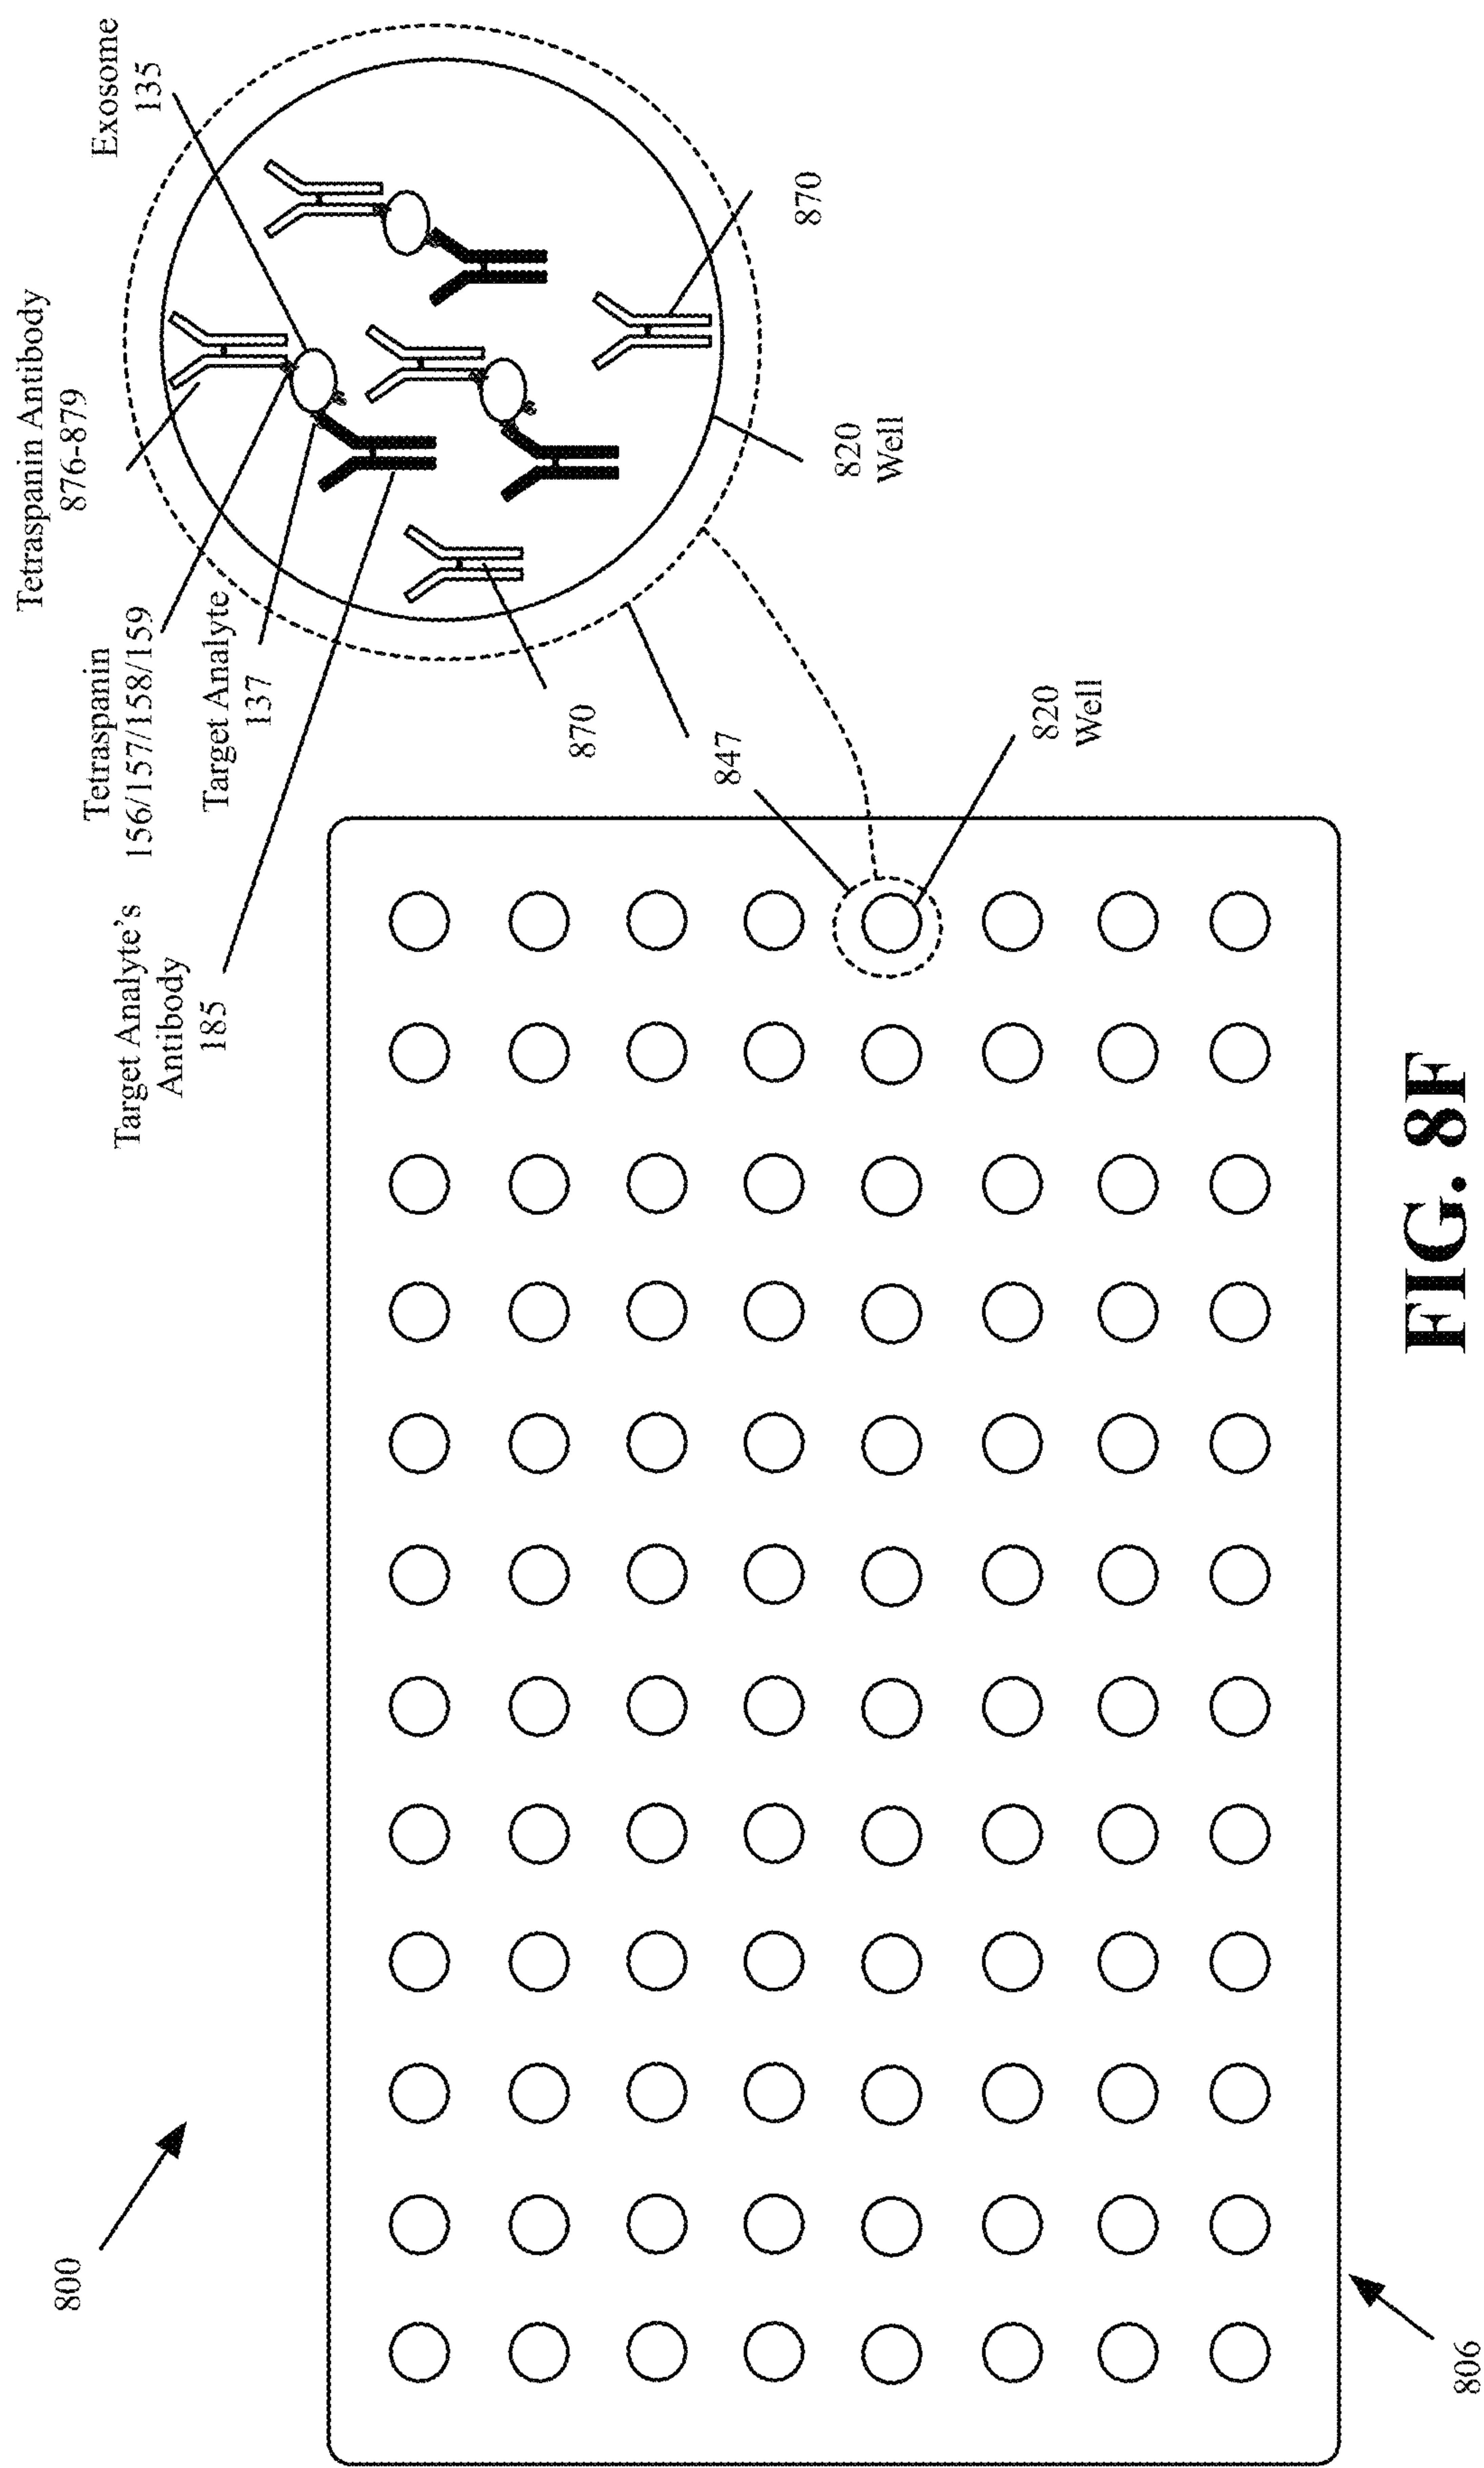 800
Tetraspanin Antibody
876-879
Exosome
135
Tetraspanin
156/157/158/159
Target Analyte's
Antibody
185
Target Analyte
137
870
870
847
820
Well
820
Well
806
FIG. 8F